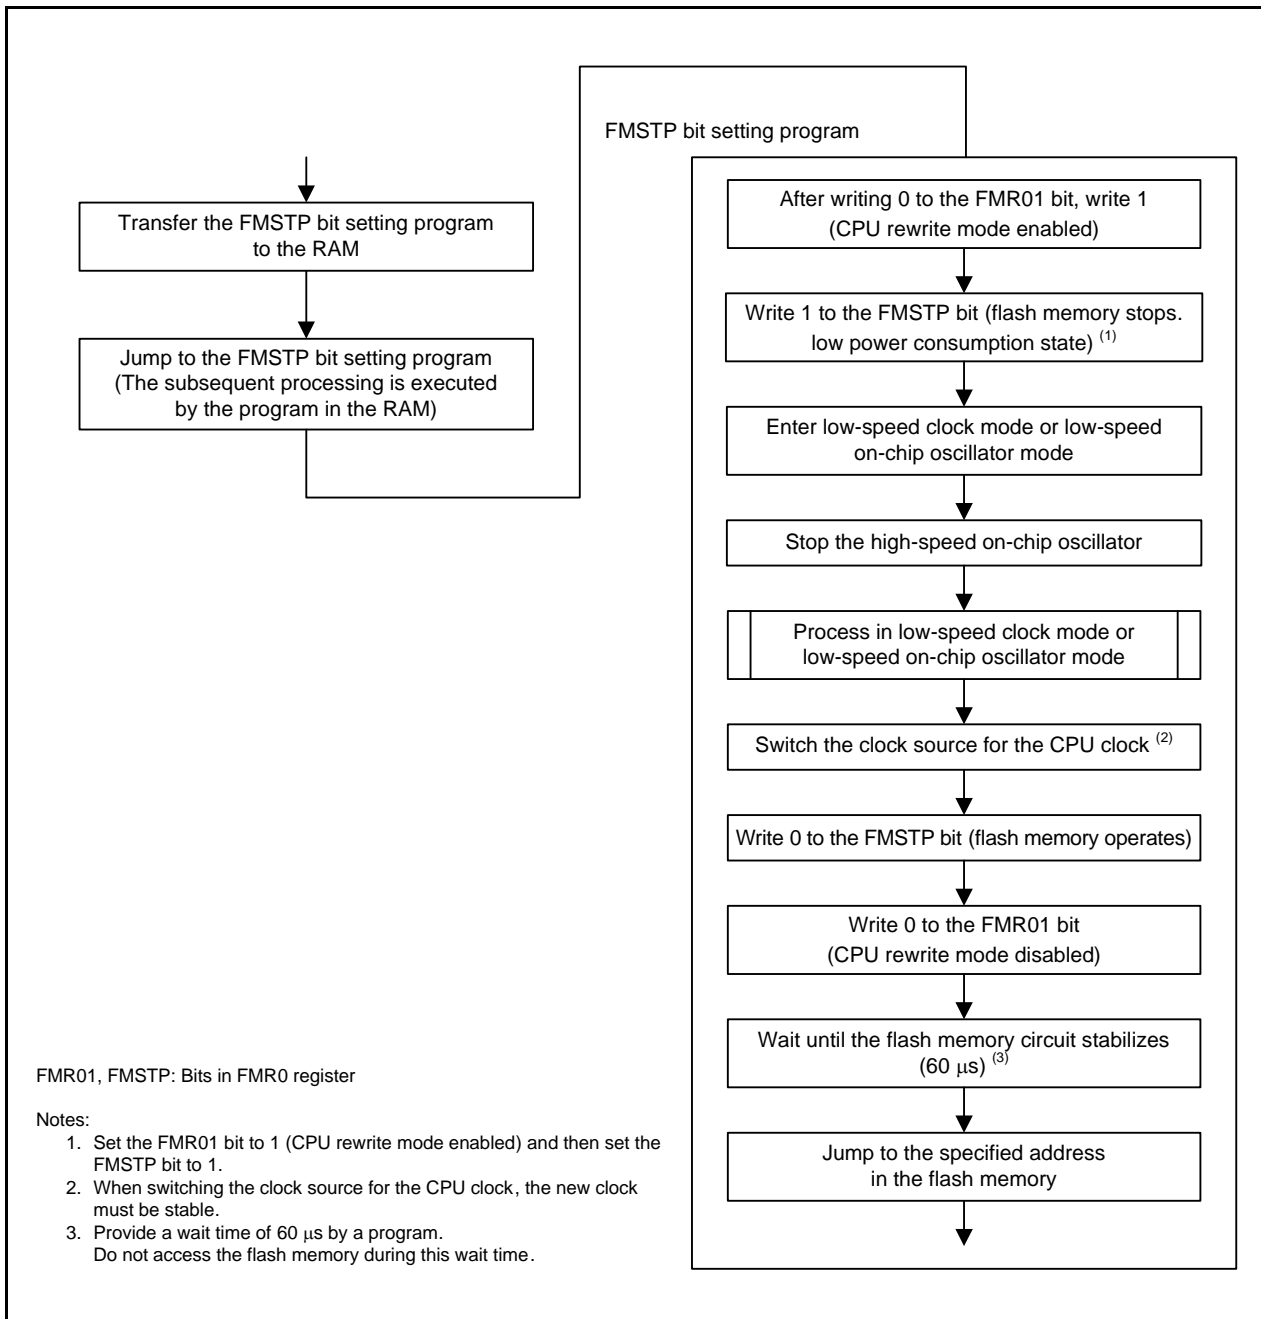 Transfer the FMSTP bit setting program
to the RAM
Jump to the FMSTP bit setting program
(The subsequent processing is executed
by the program in the RAM)
FMSTP bit setting program
After writing 0 to the FMR01 bit, write 1
(CPU rewrite mode enabled)
Write 1 to the FMSTP bit (flash memory stops.
low power consumption state) (1)
Enter low-speed clock mode or low-speed
on-chip oscillator mode
Stop the high-speed on-chip oscillator
Process in low-speed clock mode or
low-speed on-chip oscillator mode
Switch the clock source for the CPU clock (2)
Write 0 to the FMSTP bit (flash memory operates)
Write 0 to the FMR01 bit
(CPU rewrite mode disabled)
Wait until the flash memory circuit stabilizes
(60 μs) (3)
Jump to the specified address
in the flash memory
FMR01, FMSTP: Bits in FMR0 register
Notes:
1. Set the FMR01 bit to 1 (CPU rewrite mode enabled) and then set the
FMSTP bit to 1.
2. When switching the clock source for the CPU clock, the new clock
must be stable.
3. Provide a wait time of 60 μs by a program.
Do not access the flash memory during this wait time.